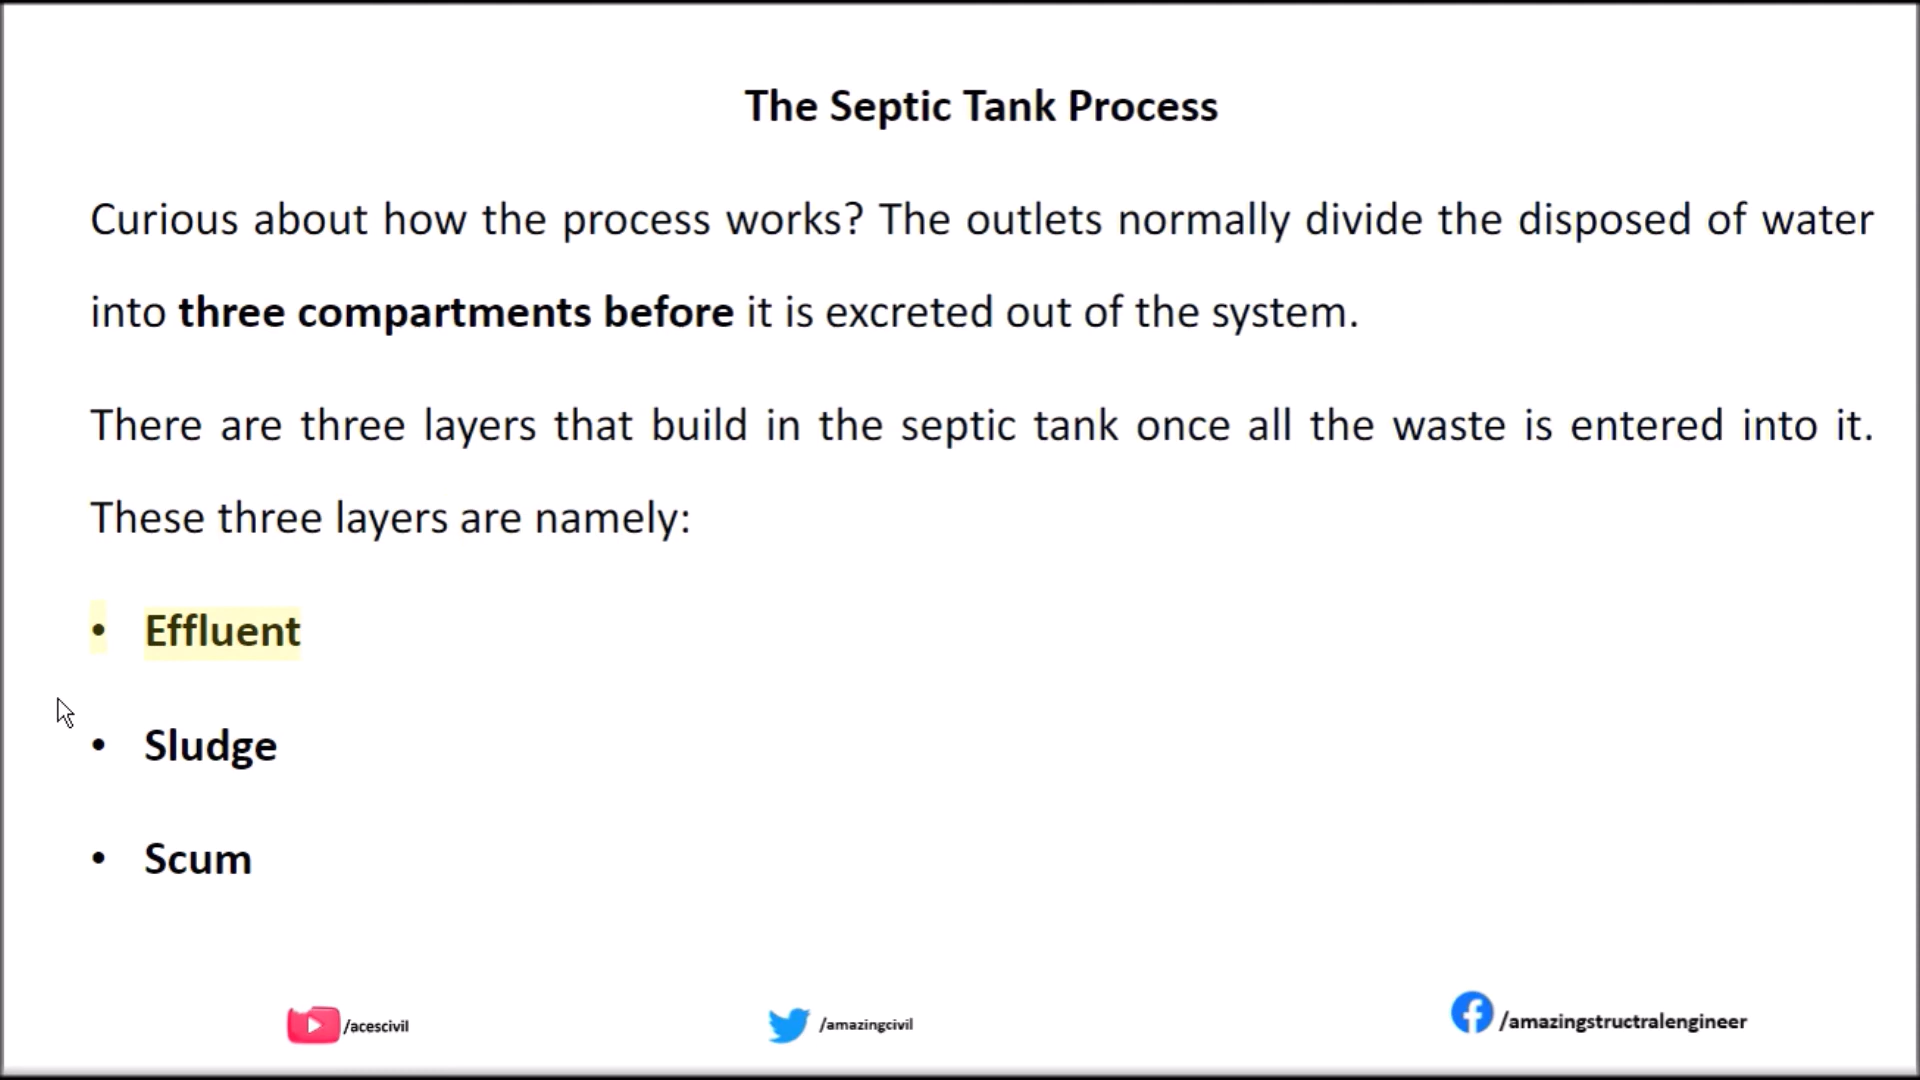 The Septic Tank Process
Curious about how the process works? The outlets normally divide the disposed of water
into three compartments before it is excreted out of the system.
There are three layers that build in the septic tank once all the waste is entered into it.
These three layers are namely:
• Effluent
• Sludge
• Scum
/acescivil
/amazingcivil
/amazingstructralengineer